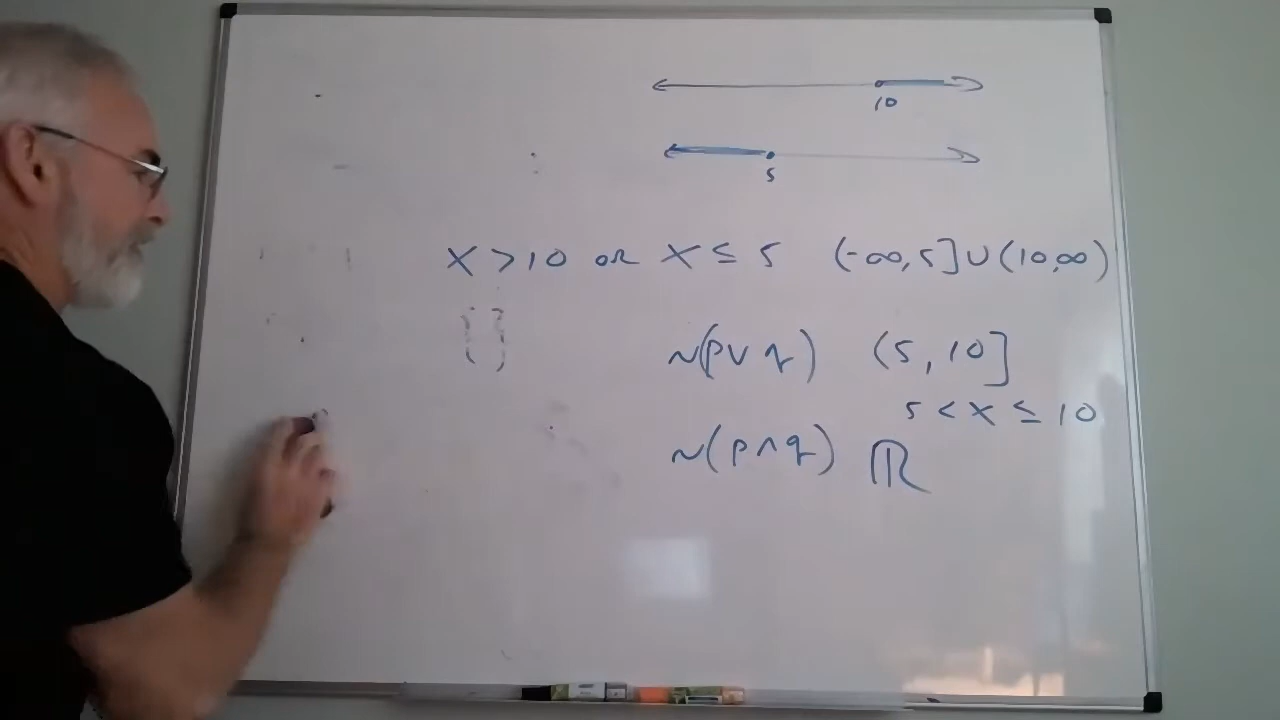 10
5
x > 10 or x ≤ 5 (-∞, 5] ∪ (10, ∞)
{ }
~(p ∨ q) (5, 10]
5 < x ≤ 10
~(p ∧ q) ℝ